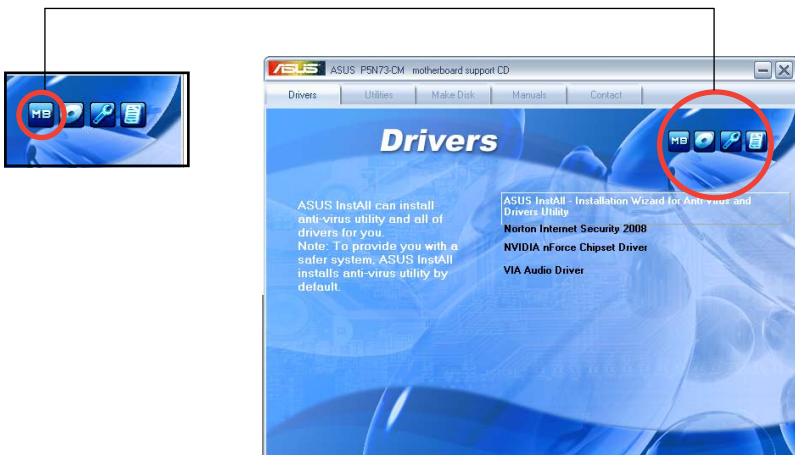 MB
ASUS ASUS P5N73-CM motherboard support CD
Drivers Utilities Make Disk Manuals Contact
Drivers
MB
ASUS InstAll can install
anti-virus utility and all of
drivers for you.
Note: To provide you with a
safer system, ASUS InstAll
installs anti-virus utility by
default.
ASUS InstAll - Installation Wizard for Anti-Virus and
Drivers Utility
Norton Internet Security 2008
NVIDIA nForce Chipset Driver
VIA Audio Driver